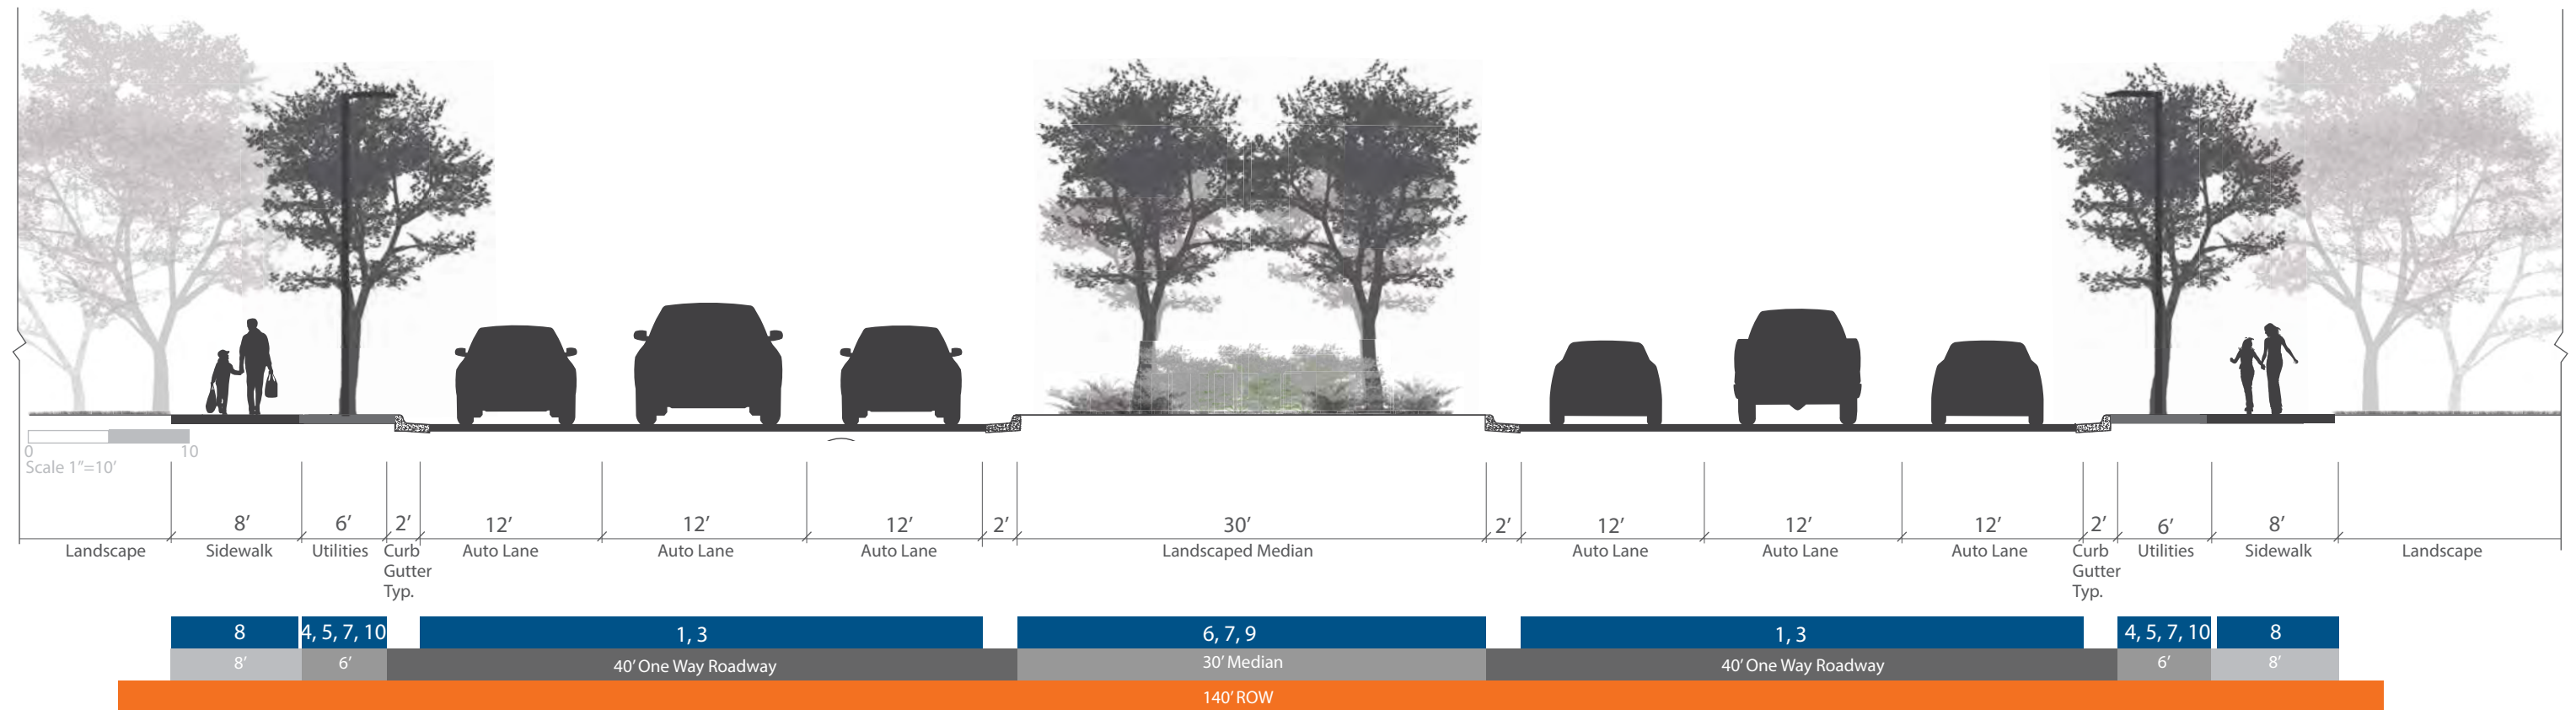 0 10
Scale 1”=10’
8’ 6’ 2’ 12’ 12’ 12’ 2’ 30’ 2’ 12’ 12’ 12’ 2’ 6’ 8’
Landscape Sidewalk Utilities Curb Auto Lane Auto Lane Auto Lane Landscaped Median Auto Lane Auto Lane Auto Lane Curb Utilities Sidewalk Landscape
Gutter Gutter
Typ. Typ.
8 4, 5, 7, 10 1, 3 6, 7, 9 1, 3 4, 5, 7, 10 8
8’ 6’ 40’ One Way Roadway 30’ Median 40’ One Way Roadway 6’ 8’
140’ ROW